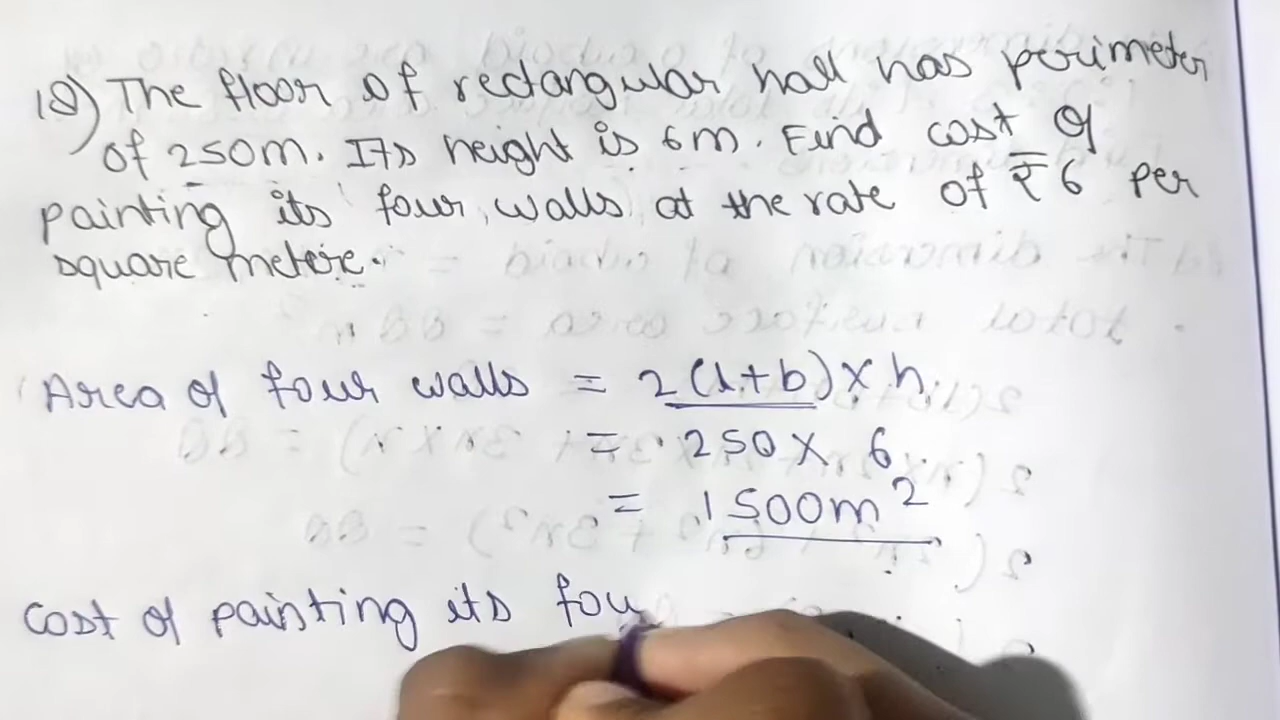 10) The floor of rectangular hall has perimeter
of 250m. Its height is 6m. Find cost of
painting its four walls at the rate of ₹6 per
square metere.
Area of four walls = 2(l+b)×h
= 250× 6
= 1500m²
Cost of painting its fou